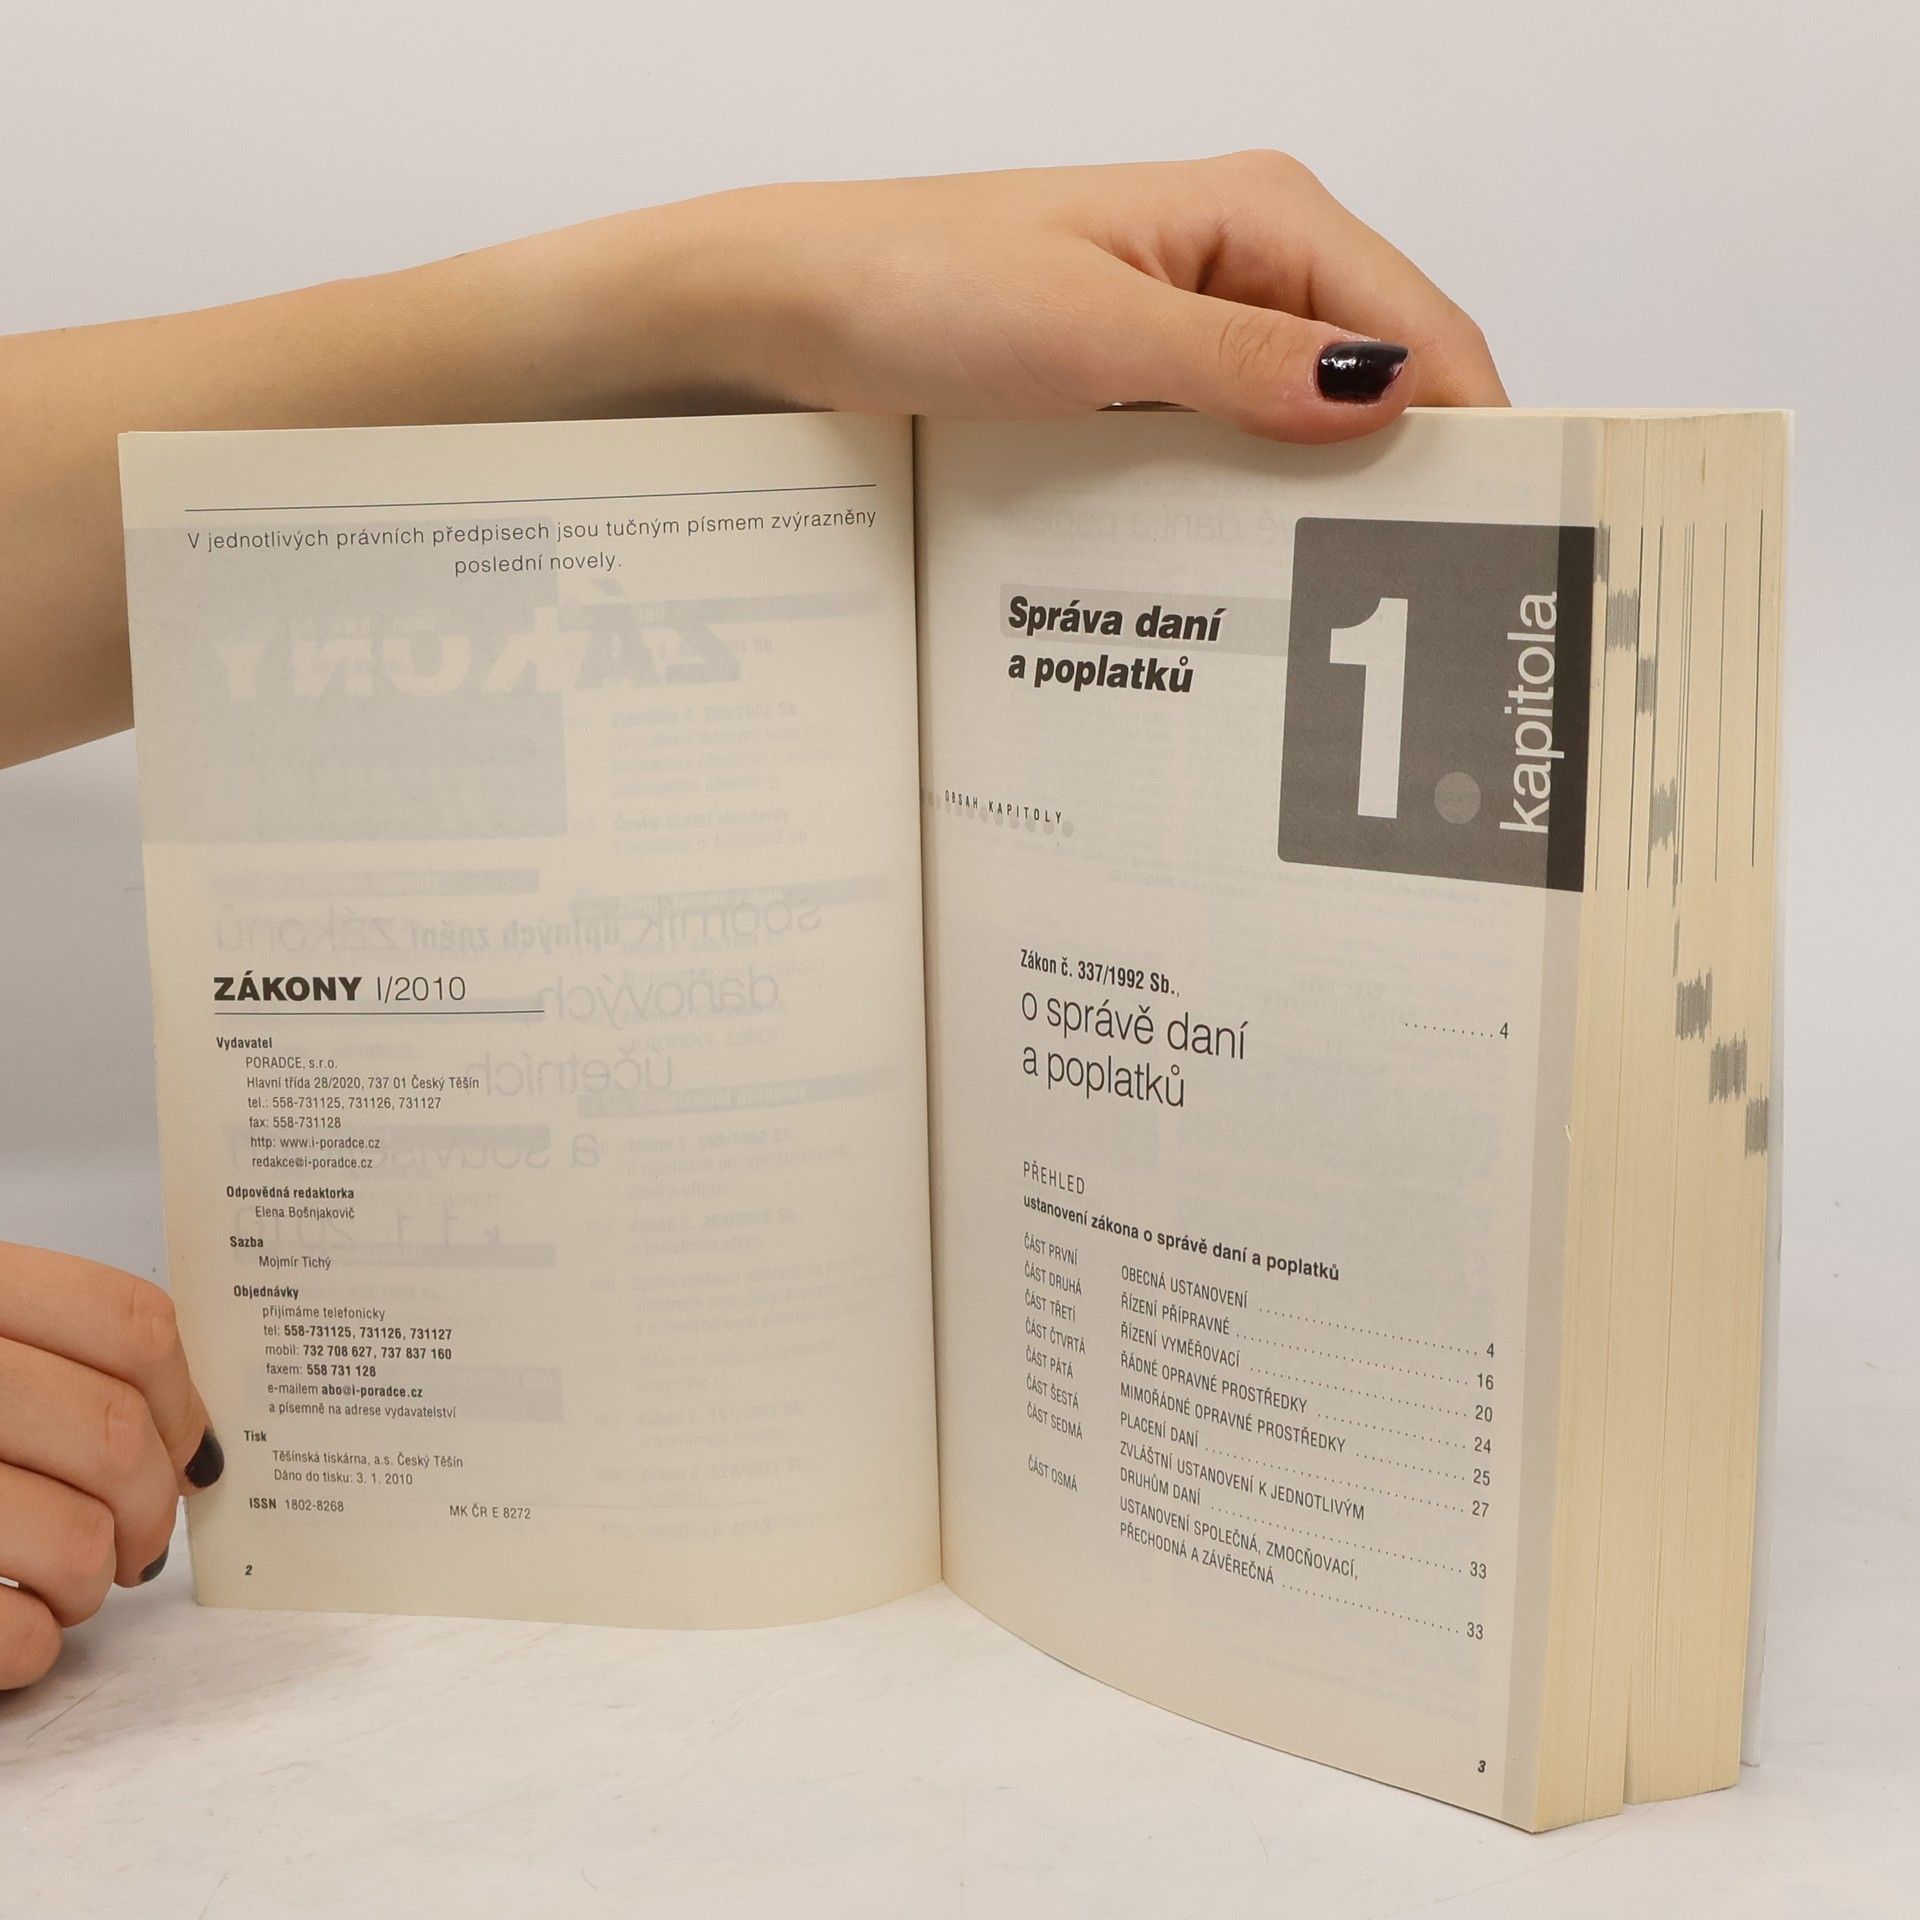 V jednotlivých právních předpisech jsou tučným písmem zvýrazněny
poslední novely.
ZÁKONY I/2010
Vydavatel
PORADCE, s.r.o.
Hlavní třída 28/2020, 737 01 Český Těšín
tel.: 558-731125, 731126, 731127
fax: 558-731128
http: www.i-poradce.cz
redakce@i-poradce.cz
Odpovědná redaktorka
Elena Bošnjakovič
Sazba
Mojmír Tichý
Objednávky
přijímáme telefonicky
tel: 558-731125, 731126, 731127
mobil: 732 708 627, 737 837 160
faxem: 558 731 128
e-mailem abo@i-poradce.cz
a písemně na adrese vydavatelství
Tisk
Těšínská tiskárna, a.s. Český Těšín
Dáno do tisku: 3. 1. 2010
ISSN 1802-8268 MK ČR E 8272
2
Správa daní
a poplatků
1. kapitola
OBSAH KAPITOLY
Zákon č. 337/1992 Sb.,
o správě daní .......... 4
a poplatků
PŘEHLED
ustanovení zákona o správě daní a poplatků
ČÁST PRVNÍ OBECNÁ USTANOVENÍ .......... 4
ČÁST DRUHÁ ŘÍZENÍ PŘÍPRAVNÉ .......... 16
ČÁST TŘETÍ ŘÍZENÍ VYMĚŘOVACÍ .......... 20
ČÁST ČTVRTÁ ŘÁDNÉ OPRAVNÉ PROSTŘEDKY .......... 24
ČÁST PÁTÁ MIMOŘÁDNÉ OPRAVNÉ PROSTŘEDKY .......... 25
ČÁST ŠESTÁ PLACENÍ DANÍ .......... 27
ČÁST SEDMÁ ZVLÁŠTNÍ USTANOVENÍ K JEDNOTLIVÝM
DRUHŮM DANÍ .......... 33
ČÁST OSMÁ USTANOVENÍ SPOLEČNÁ, ZMOCŇOVACÍ,
PŘECHODNÁ A ZÁVĚREČNÁ .......... 33
3